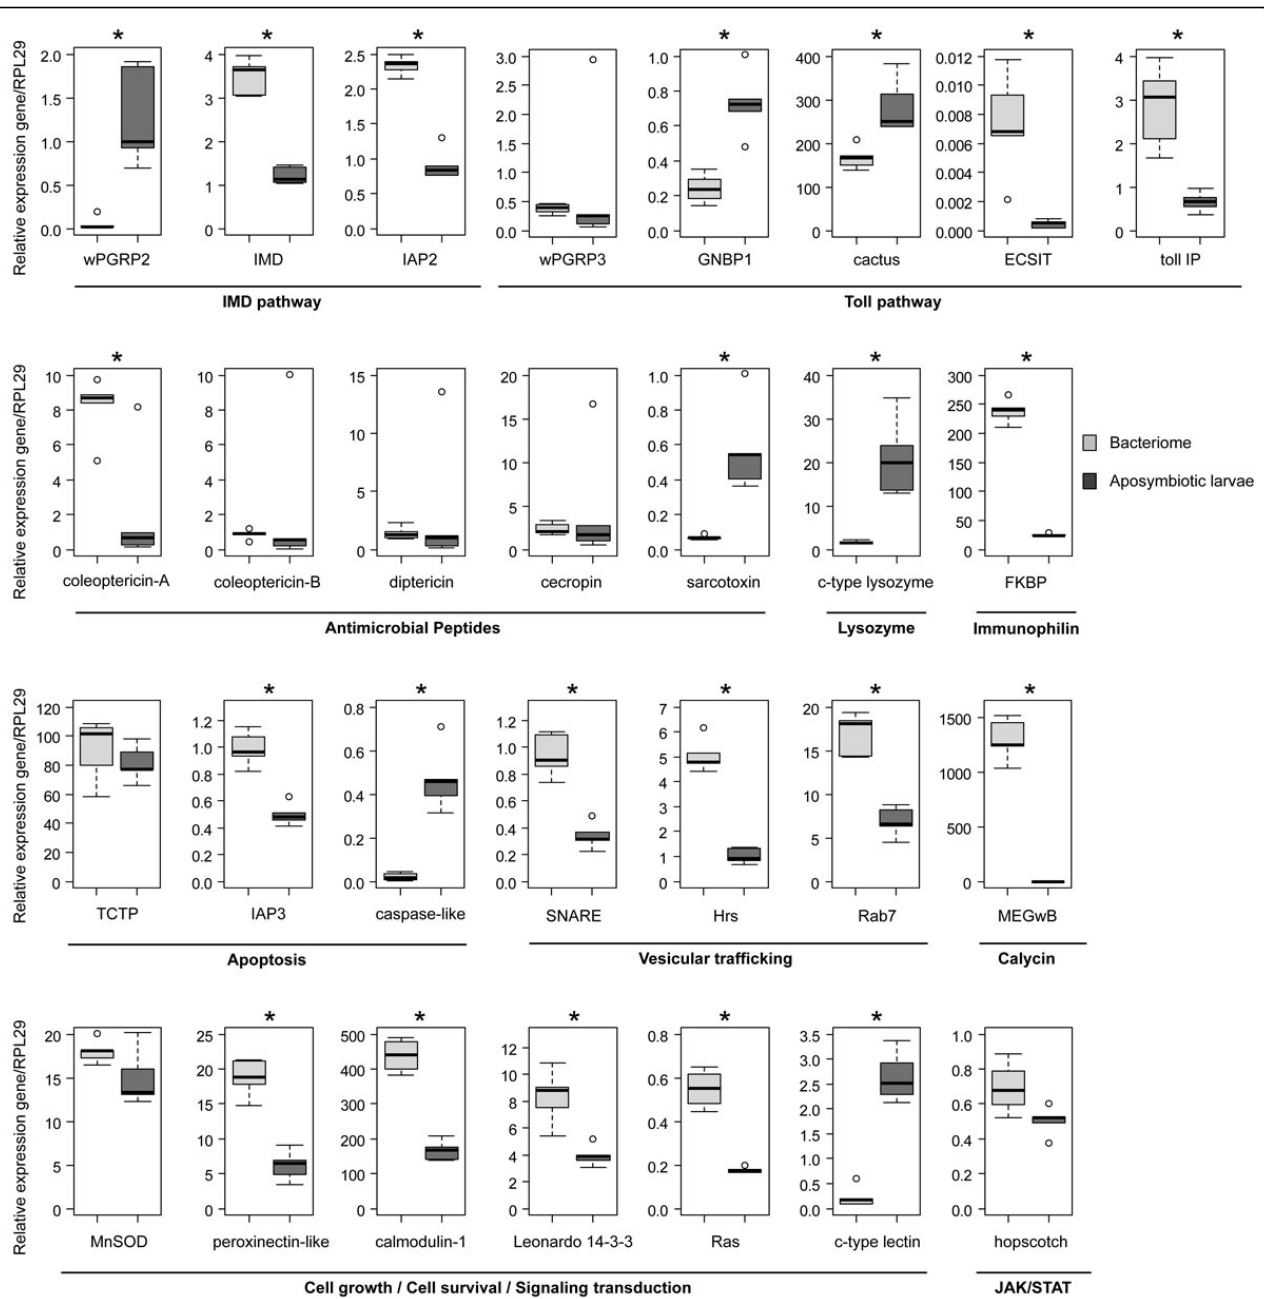 * * * * * * *
Relative expression gene/RPL29
2.0 1.5 1.0 0.5 0.0
4 3 2 1 0
2.5 2.0 1.5 1.0 0.5 0.0
3.0 2.5 2.0 1.5 1.0 0.5 0.0
1.0 0.8 0.6 0.4 0.2 0.0
400 300 200 100 0
0.012 0.010 0.008 0.006 0.004 0.002 0.000
4 3 2 1 0
wPGRP2 IMD IAP2 wPGRP3 GNBP1 cactus ECSIT toll IP
IMD pathway Toll pathway
* * * *
Relative expression gene/RPL29
10 8 6 4 2 0
10 8 6 4 2 0
15 10 5 0
20 15 10 5 0
1.0 0.8 0.6 0.4 0.2 0.0
40 30 20 10 0
300 250 200 150 100 50 0
Bacteriome
Aposymbiotic larvae
coleoptericin-A coleoptericin-B diptericin cecropin sarcotoxin c-type lysozyme FKBP
Antimicrobial Peptides Lysozyme Immunophilin
* * * * * *
Relative expression gene/RPL29
120 100 80 60 40 20 0
1.2 1.0 0.8 0.6 0.4 0.2 0.0
0.8 0.6 0.4 0.2 0.0
1.2 1.0 0.8 0.6 0.4 0.2 0.0
7 6 5 4 3 2 1 0
20 15 10 5 0
1500 1000 500 0
TCTP IAP3 caspase-like SNARE Hrs Rab7 MEGwB
Apoptosis Vesicular trafficking Calycin
* * * * *
Relative expression gene/RPL29
20 15 10 5 0
25 20 15 10 5 0
500 400 300 200 100 0
12 10 8 6 4 2 0
0.8 0.6 0.4 0.2 0.0
3.5 3.0 2.5 2.0 1.5 1.0 0.5 0.0
1.0 0.8 0.6 0.4 0.2 0.0
MnSOD peroxinectin-like calmodulin-1 Leonardo 14-3-3 Ras c-type lectin hopscotch
Cell growth / Cell survival / Signaling transduction JAK/STAT